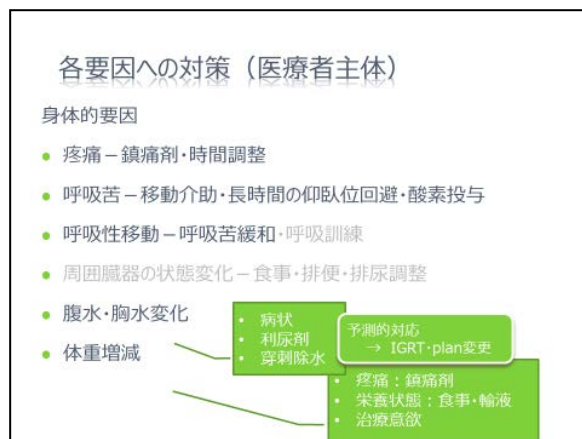 各要因への対策（医療者主体）
身体的要因
• 疼痛－鎮痛剤・時間調整
• 呼吸苦－移動介助・長時間の仰臥位回避・酸素投与
• 呼吸性移動－呼吸苦緩和・呼吸訓練
• 周囲臓器の状態変化－食事・排便・排尿調整
• 腹水・胸水変化
• 体重増減
• 病状
• 利尿剤
• 穿刺除水
予測的対応
→ IGRT・plan変更
• 疼痛：鎮痛剤
• 栄養状態：食事・輸液
• 治療意欲